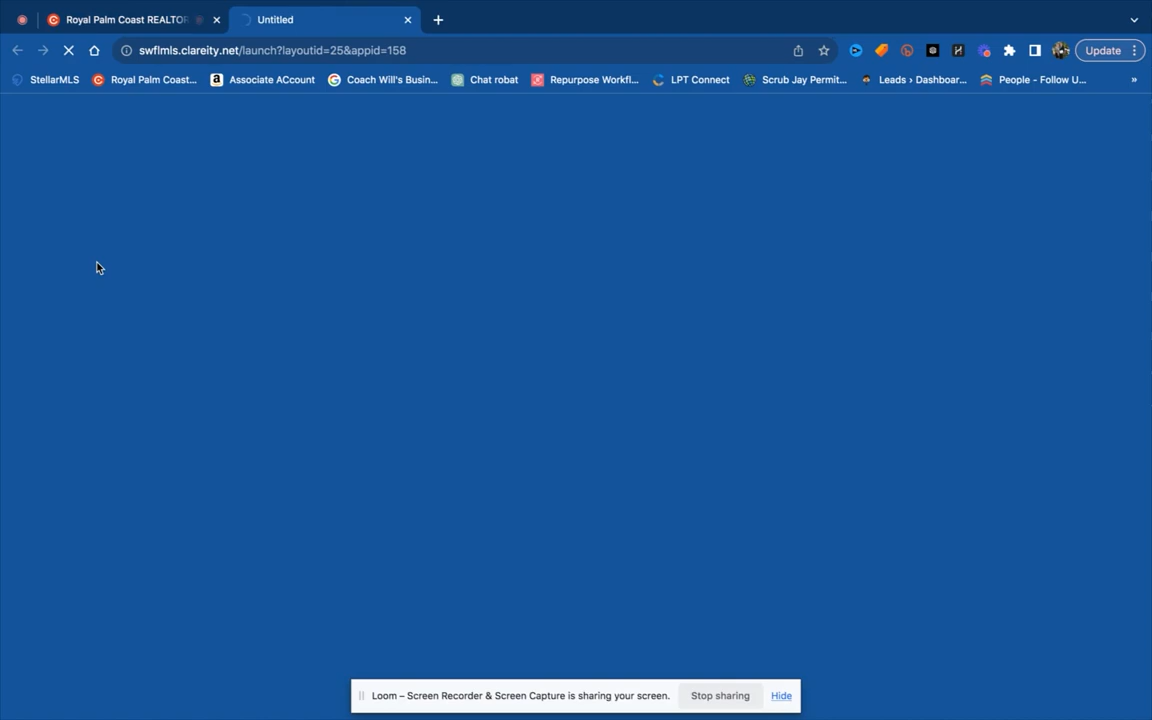 Royal Palm Coast REALTOR
Untitled
swflmls.clareity.net/launch?layoutid=25&appid=158
Update
StellarMLS
Royal Palm Coast...
Associate ACcount
Coach Will's Busin...
Chat robot
Repurpose Workfl...
LPT Connect
Scrub Jay Permit...
Leads › Dashboar...
People - Follow U...
»
Loom – Screen Recorder & Screen Capture is sharing your screen.
Stop sharing
Hide